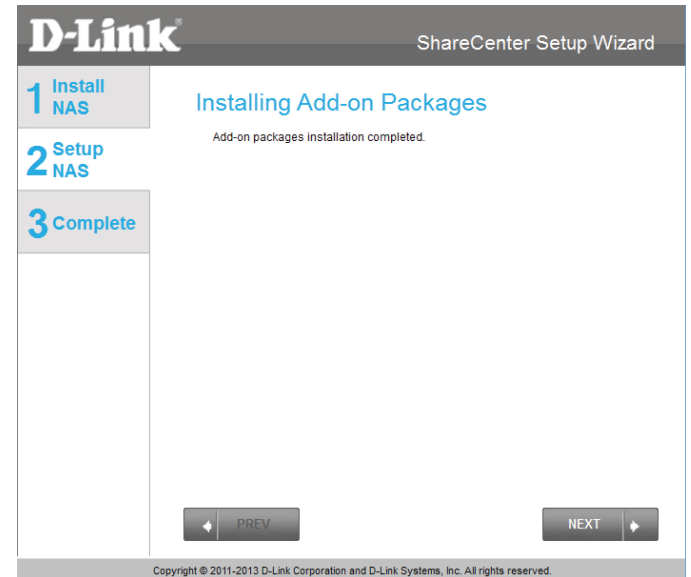 D-Link®
ShareCenter Setup Wizard
1 Install
NAS
2 Setup
NAS
3 Complete
Installing Add-on Packages
Add-on packages installation completed.
PREV
NEXT
Copyright © 2011-2013 D-Link Corporation and D-Link Systems, Inc. All rights reserved.